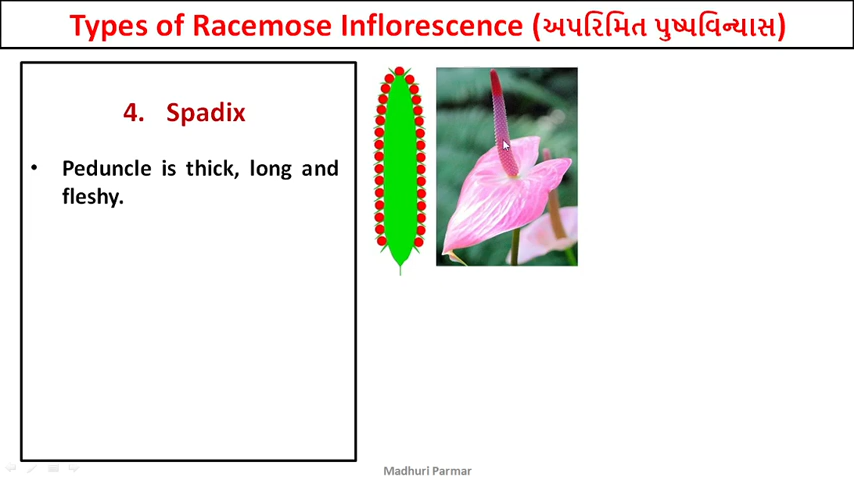 Types of Racemose Inflorescence (અપરિમિત પુષ્પવિન્યાસ)
4. Spadix
• Peduncle is thick, long and
fleshy.
Madhuri Parmar